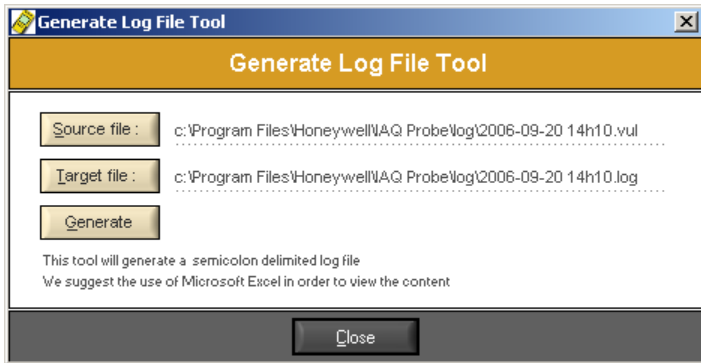 Generate Log File Tool
Generate Log File Tool
Source file : c:\Program Files\Honeywell\IAQ Probe\log\2006-09-20 14h10.vul
Target file : c:\Program Files\Honeywell\IAQ Probe\log\2006-09-20 14h10.log
Generate
This tool will generate a semicolon delimited log file
We suggest the use of Microsoft Excel in order to view the content
Close